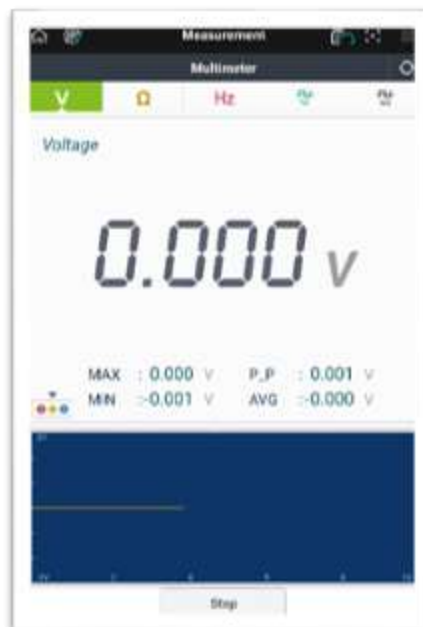 Measurement
Multimeter
V Ω Hz
Voltage
0.000 V
MAX : 0.000 V P_P : 0.001 V
MIN :-0.001 V AVG :-0.000 V
Stop